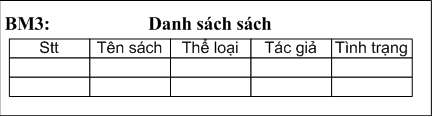 BM3: Danh sách sách
Stt Tên sách Thể loại Tác giả Tình trạng